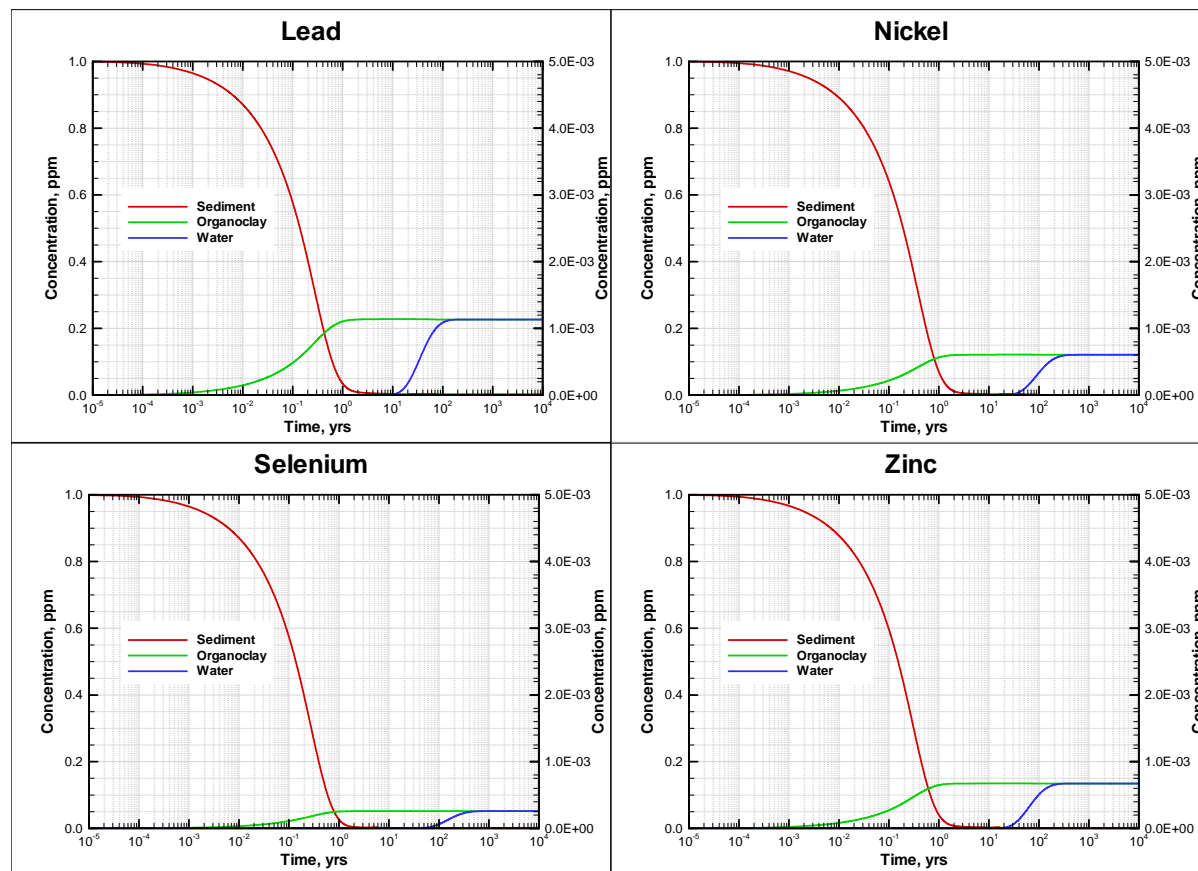 Lead
1.0
0.8
0.6
0.4
0.2
0.0
Concentration, ppm
Sediment
Organoclay
Water
5.0E-03
4.0E-03
3.0E-03
2.0E-03
1.0E-03
0.0E+00
Concentration, ppm
10-5 10-4 10-3 10-2 10-1 100 101 102 103 104
Time, yrs
Nickel
1.0
0.8
0.6
0.4
0.2
0.0
Concentration, ppm
Sediment
Organoclay
Water
5.0E-03
4.0E-03
3.0E-03
2.0E-03
1.0E-03
0.0E+00
Concentration, ppm
10-5 10-4 10-3 10-2 10-1 100 101 102 103 104
Time, yrs
Selenium
1.0
0.8
0.6
0.4
0.2
0.0
Concentration, ppm
Sediment
Organoclay
Water
5.0E-03
4.0E-03
3.0E-03
2.0E-03
1.0E-03
0.0E+00
Concentration, ppm
10-5 10-4 10-3 10-2 10-1 100 101 102 103 104
Time, yrs
Zinc
1.0
0.8
0.6
0.4
0.2
0.0
Concentration, ppm
Sediment
Organoclay
Water
5.0E-03
4.0E-03
3.0E-03
2.0E-03
1.0E-03
0.0E+00
Concentration, ppm
10-5 10-4 10-3 10-2 10-1 100 101 102 103 104
Time, yrs